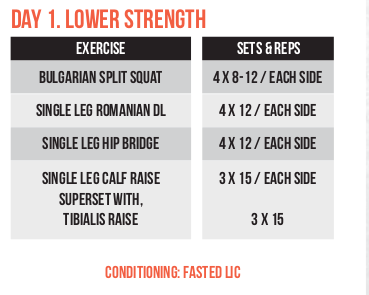 DAY 1. LOWER STRENGTH
EXERCISE SETS & REPS
BULGARIAN SPLIT SQUAT 4 X 8-12 / EACH SIDE
SINGLE LEG ROMANIAN DL 4 X 12 / EACH SIDE
SINGLE LEG HIP BRIDGE 4 X 12 / EACH SIDE
SINGLE LEG CALF RAISE 3 X 15 / EACH SIDE
SUPERSET WITH,
TIBIALIS RAISE 3 X 15
CONDITIONING: FASTED LIC